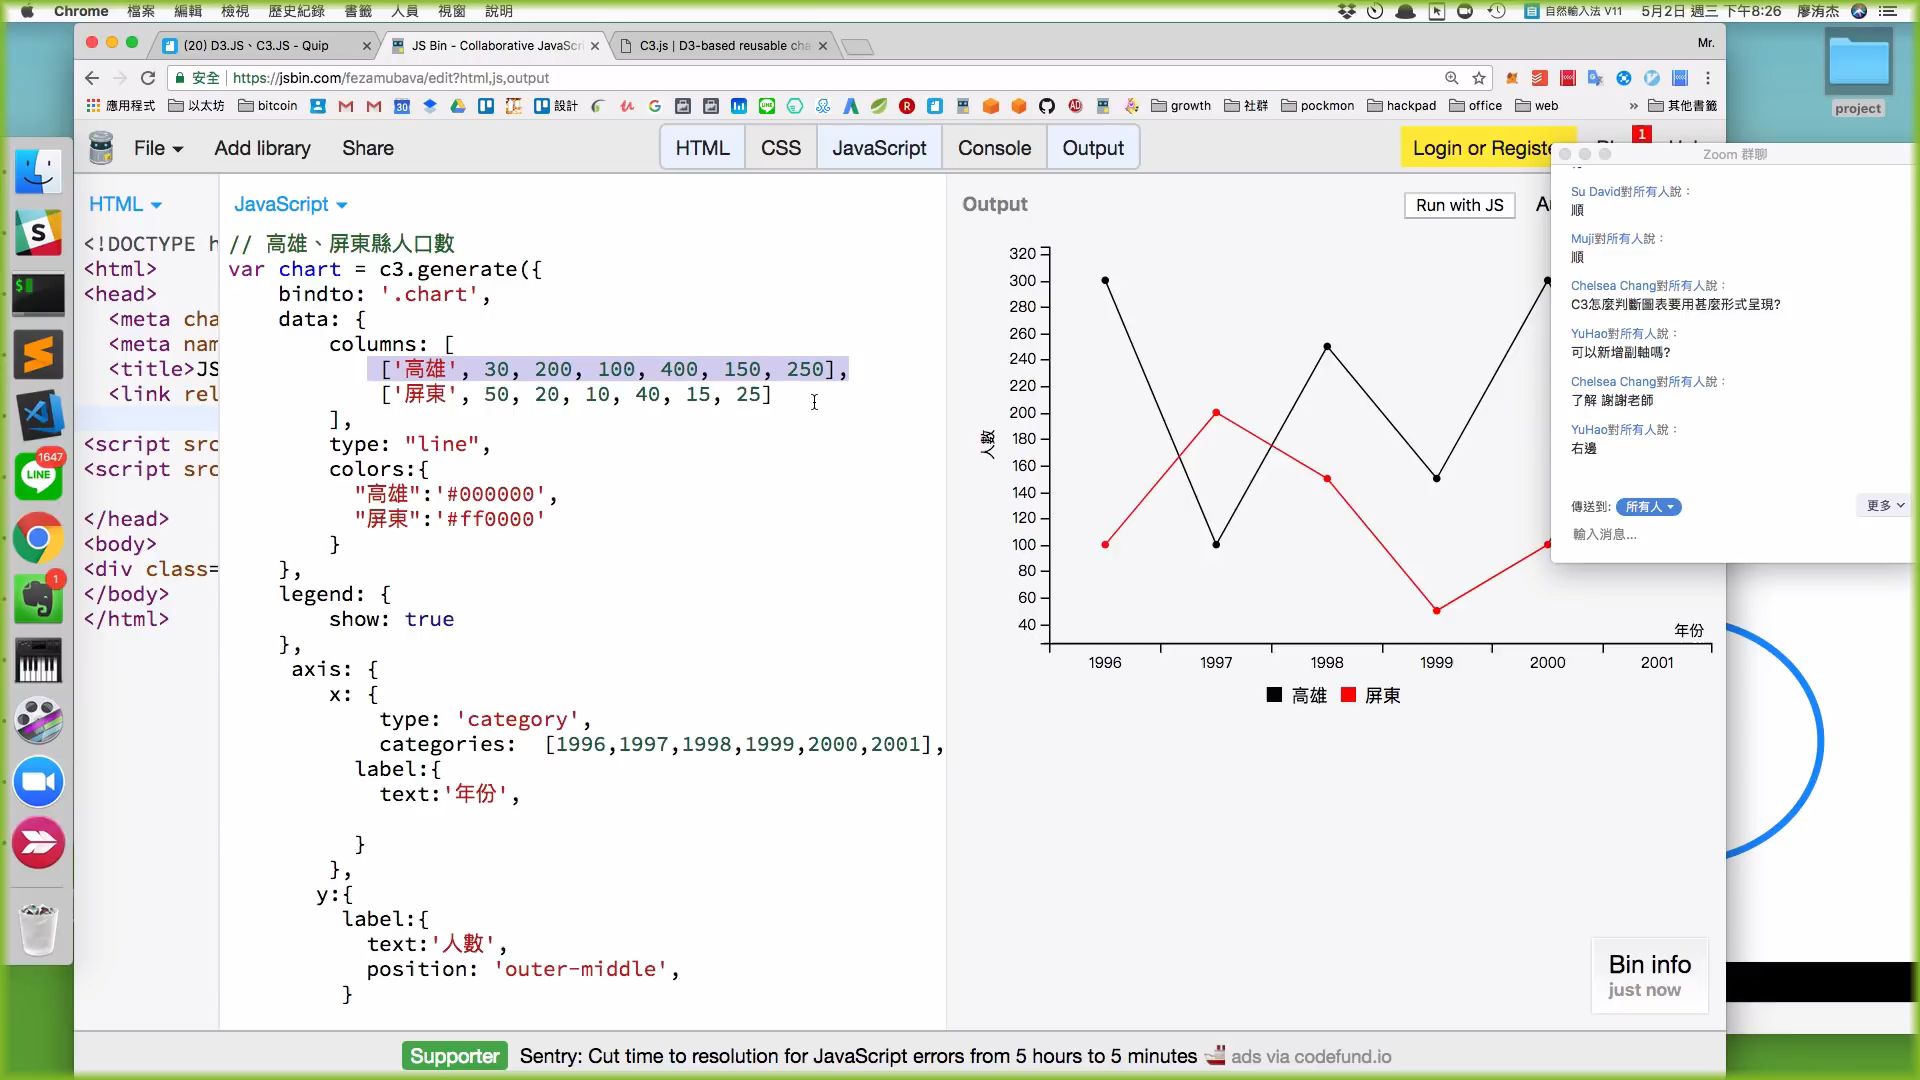 Chrome 檔案 編輯 檢視 歷史紀錄 書籤 人員 視窗 說明
自然輸入法 V11 5月2日 週三 下午8:26 廖洧杰
(20) D3.JS、C3.JS - Quip
JS Bin - Collaborative JavaScri
C3.js | D3-based reusable cha
Mr.
安全 https://jsbin.com/fezamubava/edit?html,js,output
應用程式 以太坊 bitcoin 30 設計 growth 社群 pockmon hackpad office web » 其他書籤
project
File Add library Share
HTML CSS JavaScript Console Output
Login or Registe
1
HTML
<!DOCTYPE h
<html>
<head>
<meta cha
<meta nam
<title>JS
<link rel
<script src
<script src
</head>
<body>
<div class=
</body>
</html>
JavaScript
// 高雄、屏東縣人口數
var chart = c3.generate({
bindto: '.chart',
data: {
columns: [
['高雄', 30, 200, 100, 400, 150, 250],
['屏東', 50, 20, 10, 40, 15, 25]
],
type: "line",
colors:{
"高雄":'#000000',
"屏東":'#ff0000'
}
},
legend: {
show: true
},
axis: {
x: {
type: 'category',
categories: [1996,1997,1998,1999,2000,2001],
label:{
text:'年份',
}
},
y:{
label:{
text:'人數',
position: 'outer-middle',
}
Output
Run with JS
320
300
280
260
240
220
200
180
160
140
120
100
80
60
40
人數
年份
1996 1997 1998 1999 2000 2001
高雄 屏東
Zoom 群聊
Su David對所有人說：
順
Muji對所有人說：
順
Chelsea Chang對所有人說：
C3怎麼判斷圖表要用甚麼形式呈現?
YuHao對所有人說：
可以新增副軸嗎?
Chelsea Chang對所有人說：
了解 謝謝老師
YuHao對所有人說：
右邊
傳送到: 所有人
更多
輸入消息...
1647
LINE
1
Bin info
just now
Supporter Sentry: Cut time to resolution for JavaScript errors from 5 hours to 5 minutes ads via codefund.io